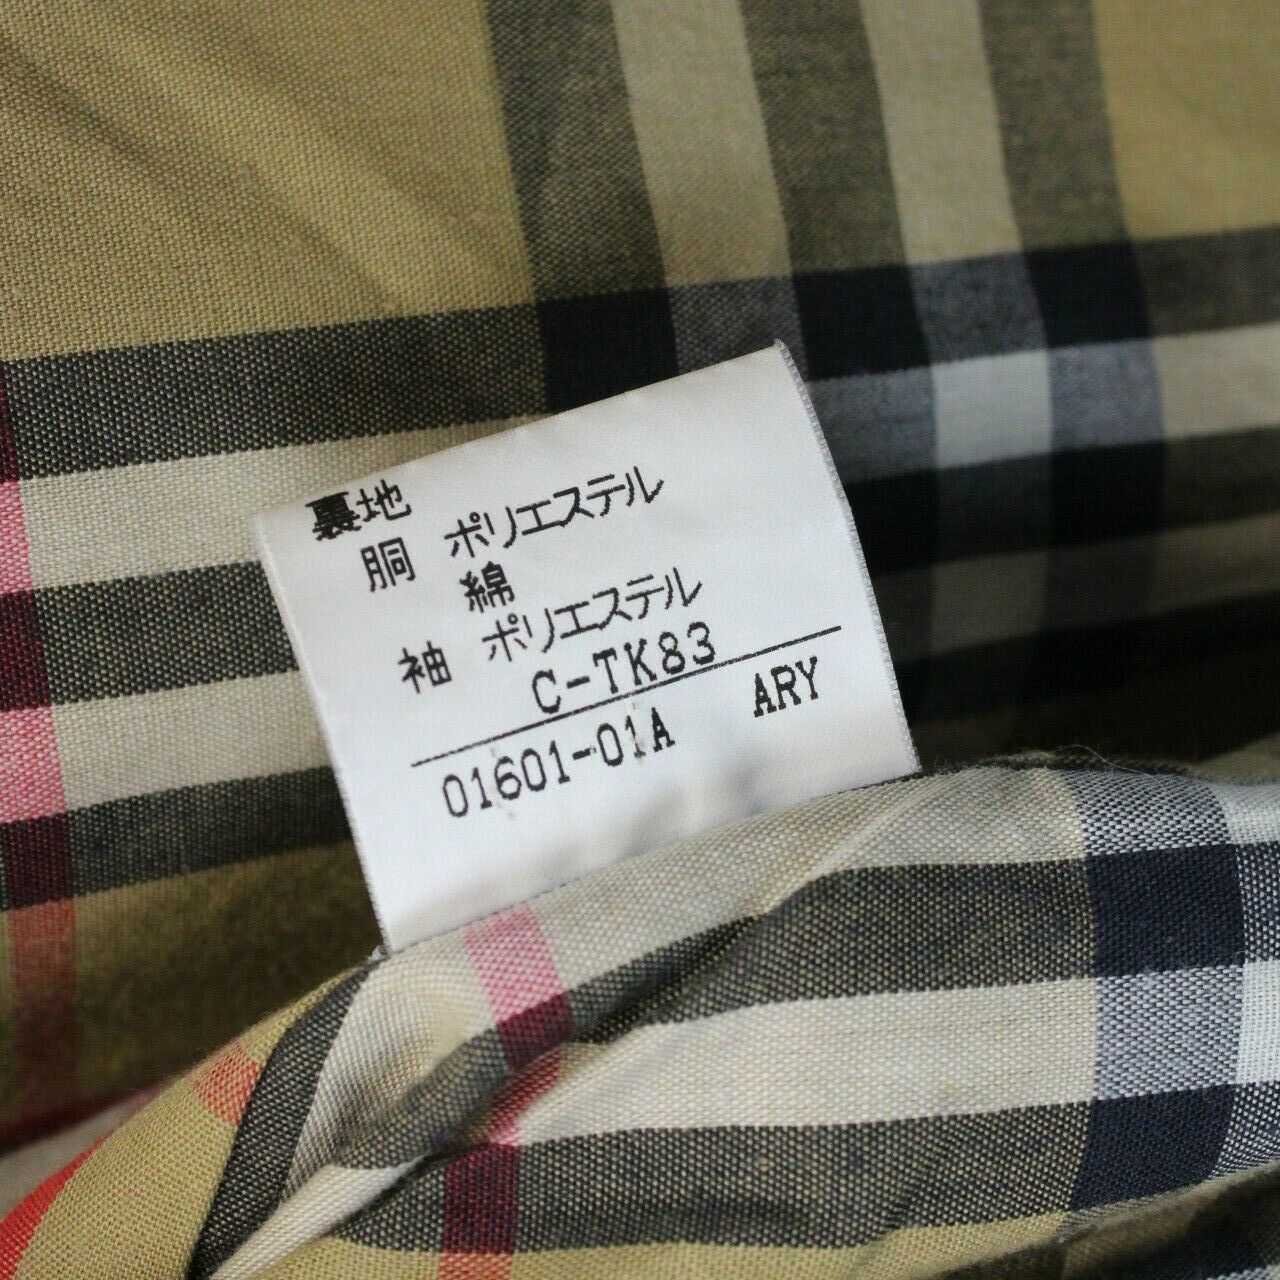 裏地
胴 ポリエステル
綿
袖 ポリエステル
C-TK83
01601-01A ARY